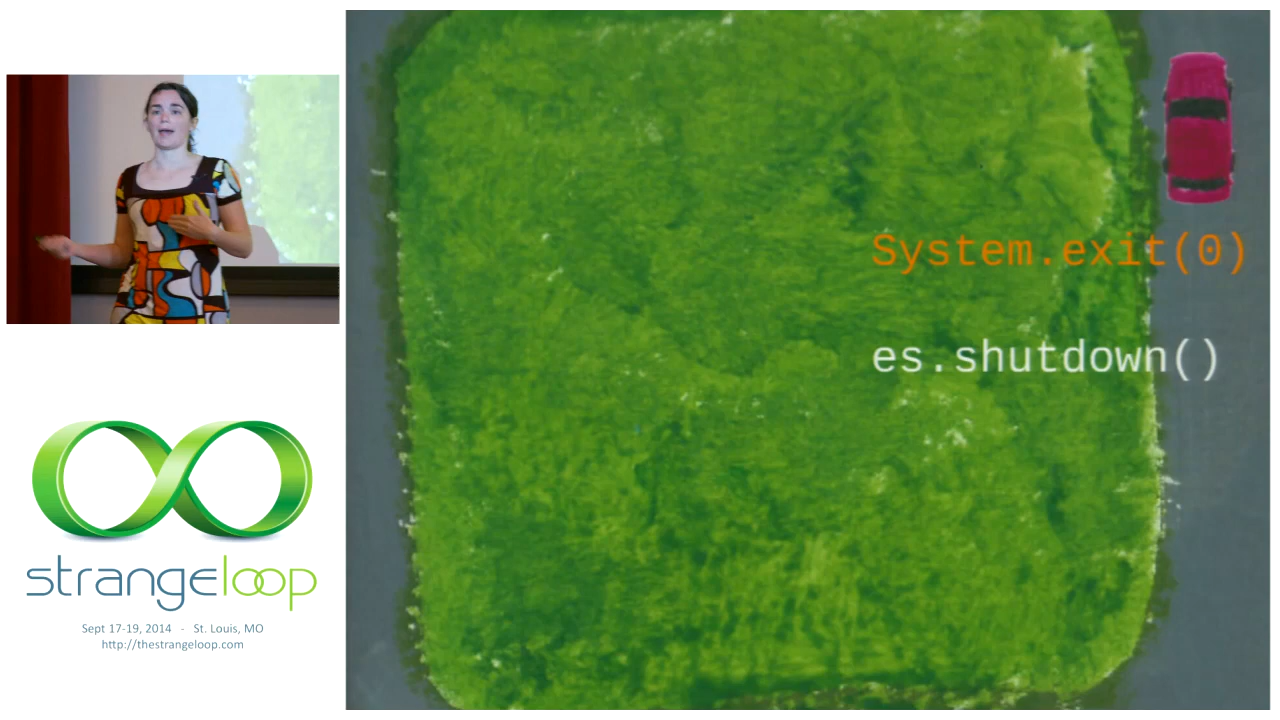 System.exit(0)
es.shutdown()
strangeloop
Sept 17-19, 2014 - St. Louis, MO
http://thestrangeloop.com